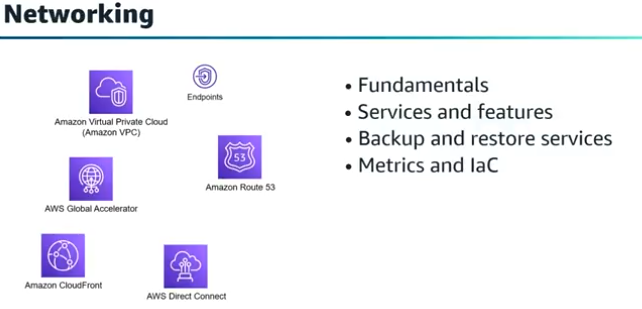 Networking
Endpoints
Amazon Virtual Private Cloud
(Amazon VPC)
53
Amazon Route 53
AWS Global Accelerator
Amazon CloudFront
AWS Direct Connect
• Fundamentals
• Services and features
• Backup and restore services
• Metrics and IaC